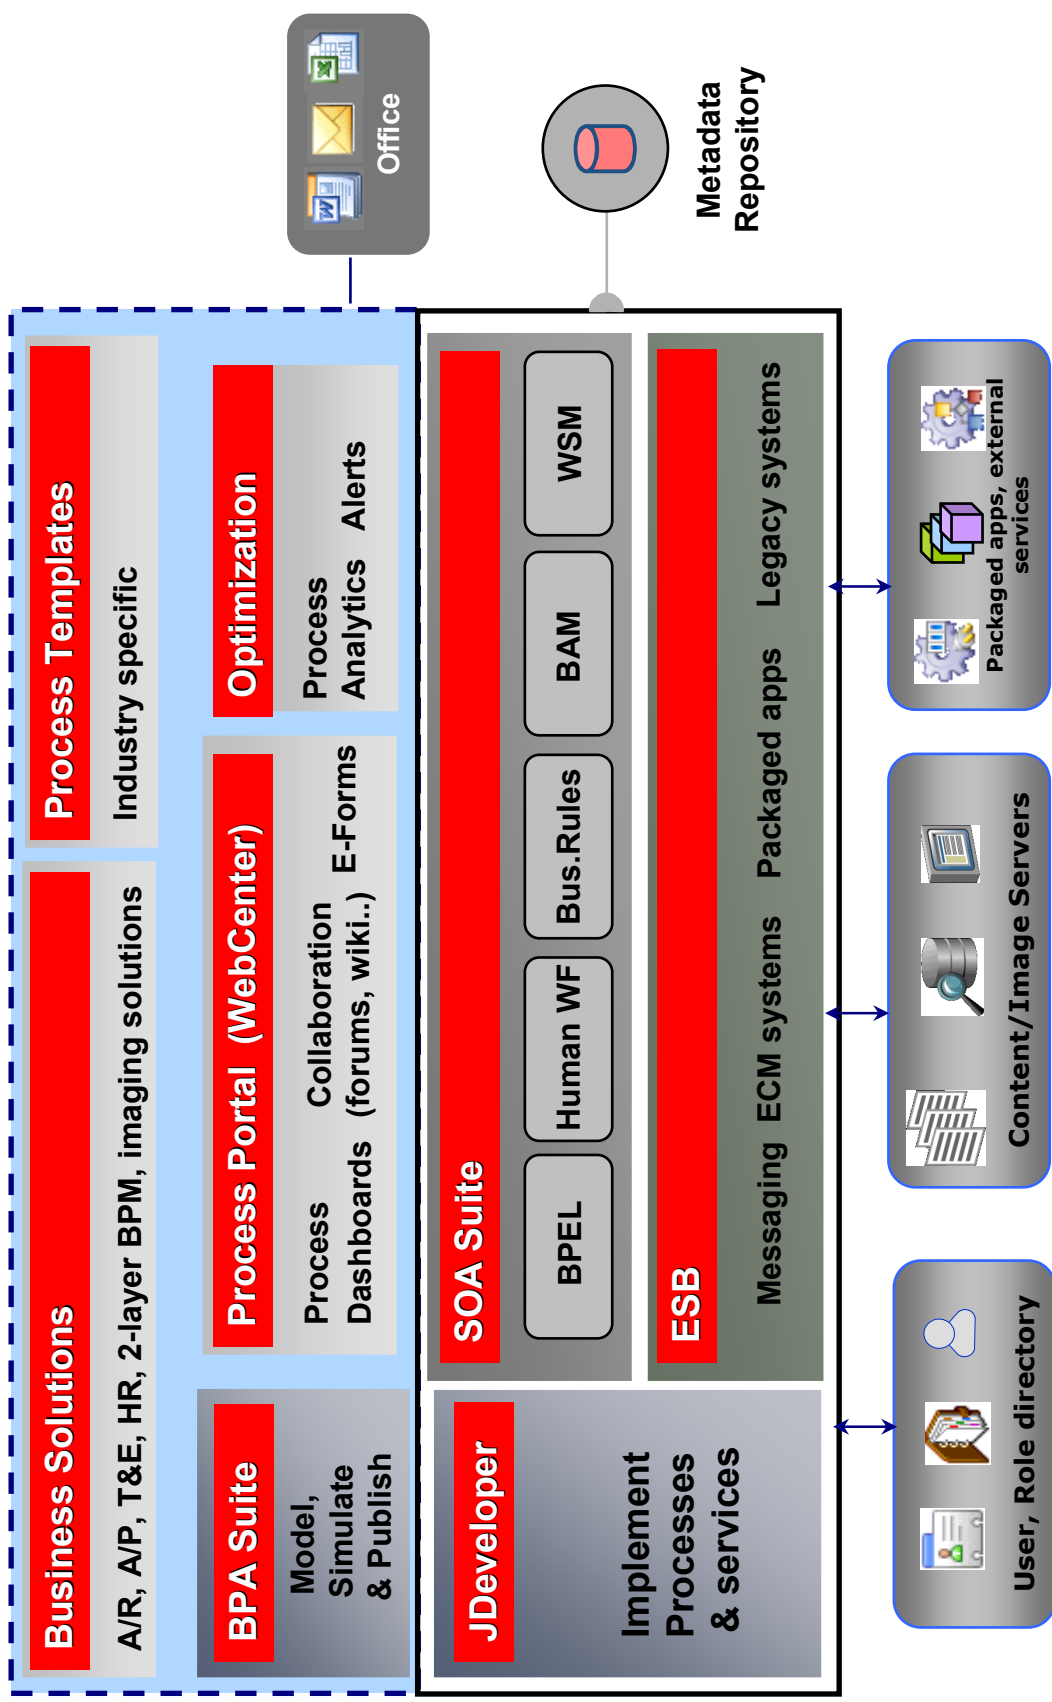 Business Solutions
A/R, A/P, T&E, HR, 2-layer BPM, imaging solutions
Process Templates
Industry specific
BPA Suite
Model,
Simulate
& Publish
Process Portal (WebCenter)
Process
Dashboards
Collaboration
(forums, wiki..)
E-Forms
Optimization
Process
Analytics
Alerts
Office
JDeveloper
Implement
Processes
& services
SOA Suite
BPEL
Human WF
Bus.Rules
BAM
WSM
ESB
Messaging
ECM systems
Packaged apps
Legacy systems
Metadata
Repository
User, Role directory
Content/Image Servers
Packaged apps, external
services